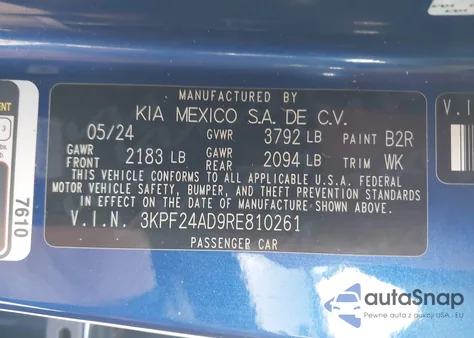 MANUFACTURED BY
KIA MEXICO S.A. DE C.V.
05/24 GVWR 3792 LB PAINT B2R
GAWR FRONT 2183 LB GAWR REAR 2094 LB TRIM WK
THIS VEHICLE CONFORMS TO ALL APPLICABLE U.S.A. FEDERAL
MOTOR VEHICLE SAFETY, BUMPER, AND THEFT PREVENTION STANDARDS
IN EFFECT ON THE DATE OF MANUFACTURE SHOWN ABOVE.
V.I.N. 3KPF24AD9RE810261
PASSENGER CAR
7610
3
V.I
autoSnap
Pewne auta z aukcji USA i EU